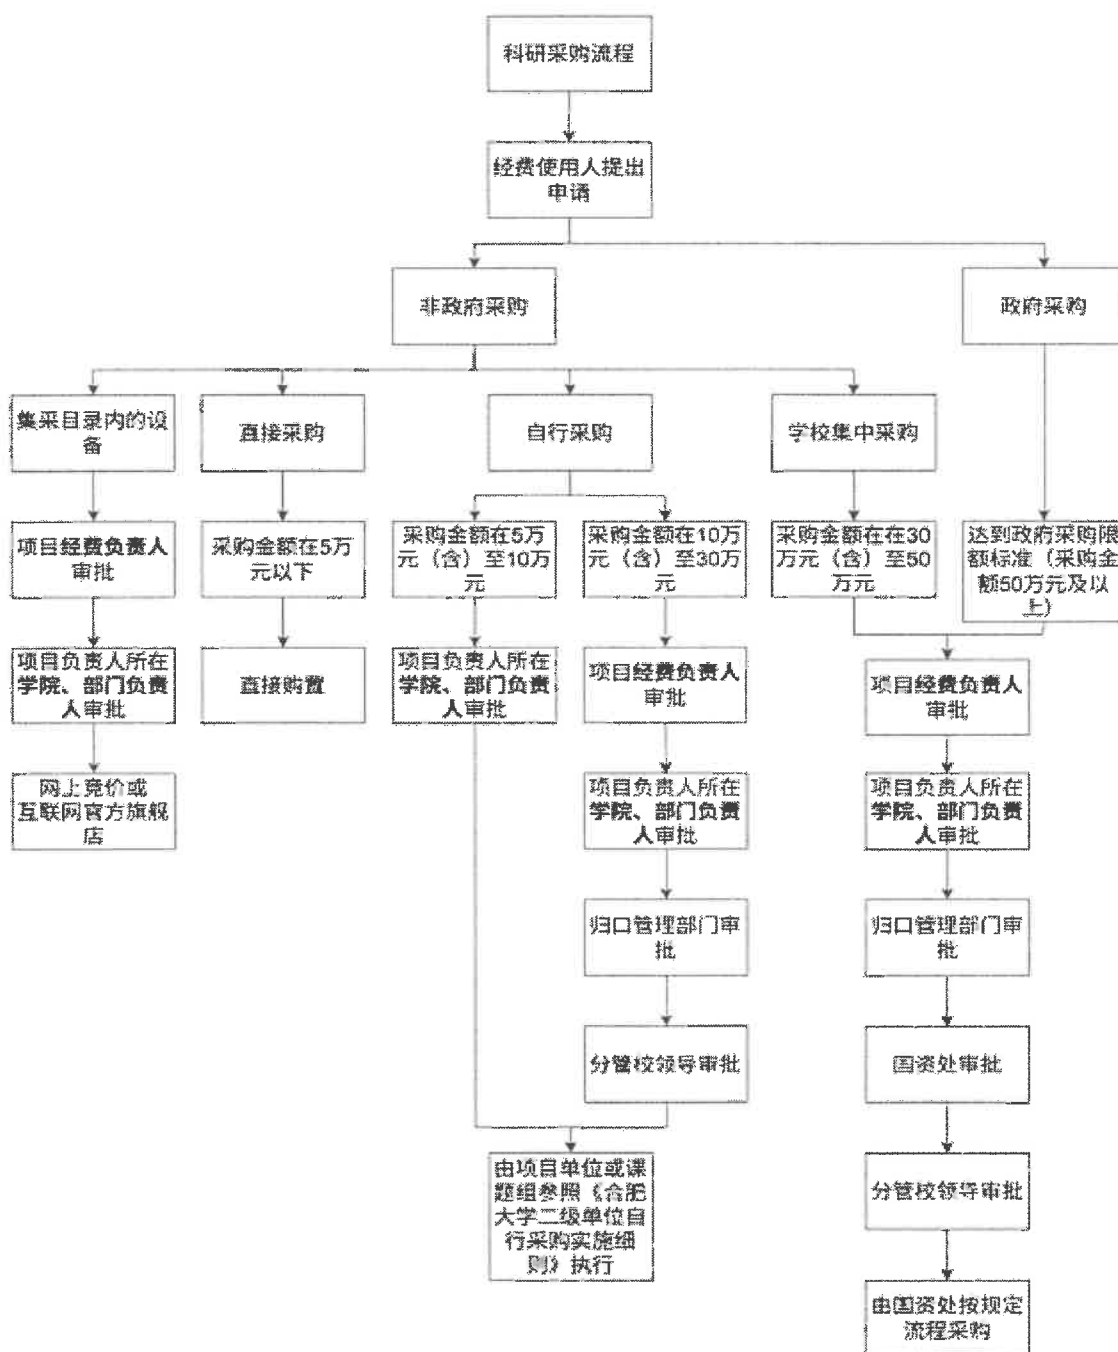 科研采购流程
经费使用人提出
申请
非政府采购
政府采购
集采目录内的设
备
直接采购
自行采购
学校集中采购
项目经费负责人
审批
采购金额在5万
元以下
采购金额在5万
元（含）至10万
元
采购金额在10万
元（含）至30万
元
采购金额在在30
万元（含）至50
万元
达到政府采购限
额标准（采购金
额50万元及以
上）
项目负责人所在
学院、部门负责
人审批
直接购置
项目负责人所在
学院、部门负责
人审批
项目经费负责人
审批
项目经费负责人
审批
网上竞价或
互联网官方旗舰
店
项目负责人所在
学院、部门负责
人审批
项目负责人所在
学院、部门负责
人审批
归口管理部门审
批
归口管理部门审
批
分管校领导审批
国资处审批
由项目单位或课
题组参照《合肥
大学二级单位自
行采购实施细
则》执行
分管校领导审批
由国资处按规定
流程采购